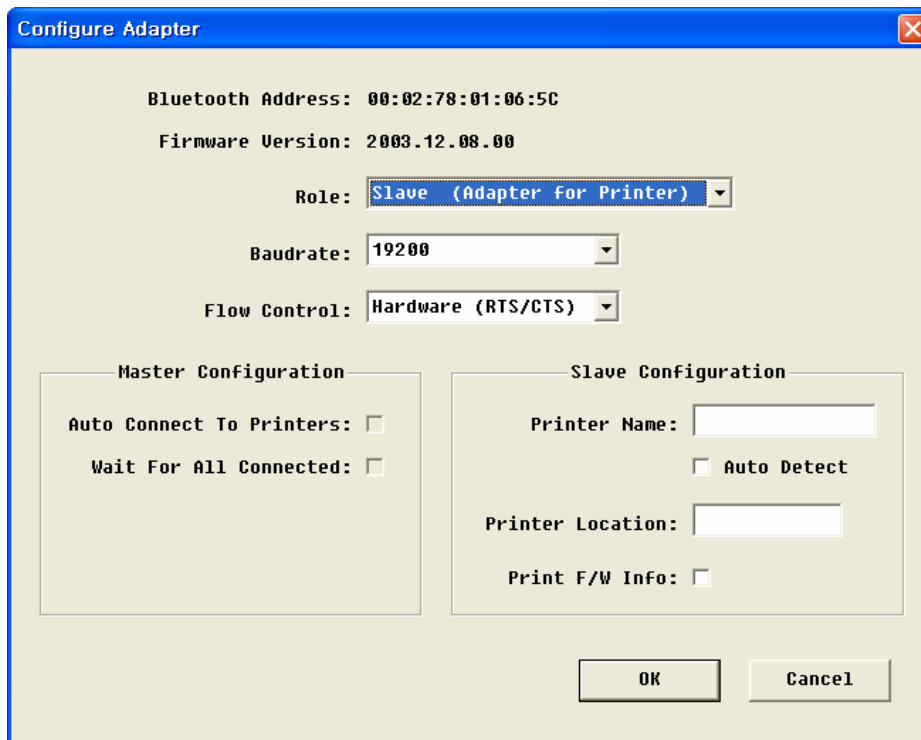 Configure Adapter
Bluetooth Address: 00:02:78:01:06:5C
Firmware Version: 2003.12.08.00
Role: Slave (Adapter for Printer)
Baudrate: 19200
Flow Control: Hardware (RTS/CTS)
Master Configuration
Auto Connect To Printers:
Wait For All Connected:
Slave Configuration
Printer Name:
Auto Detect
Printer Location:
Print F/W Info:
OK
Cancel